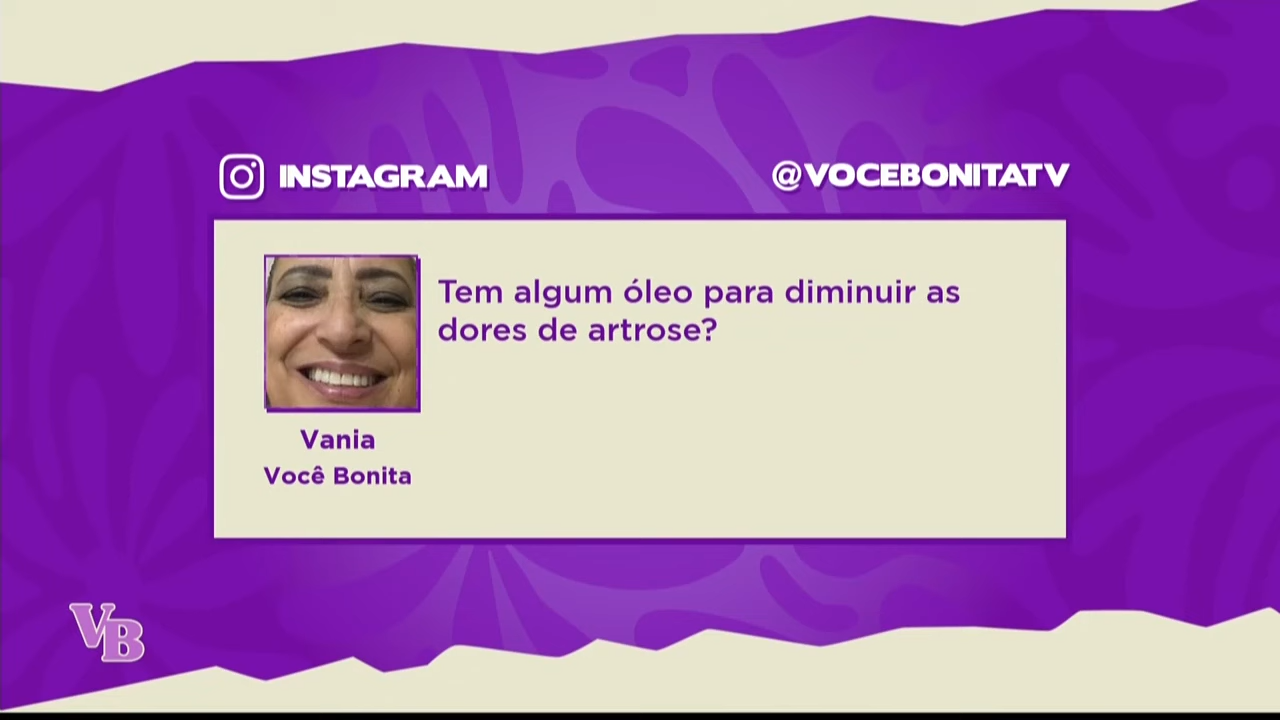 INSTAGRAM
@VOCEBONITATV
Tem algum óleo para diminuir as
dores de artrose?
Vania
Você Bonita
VB